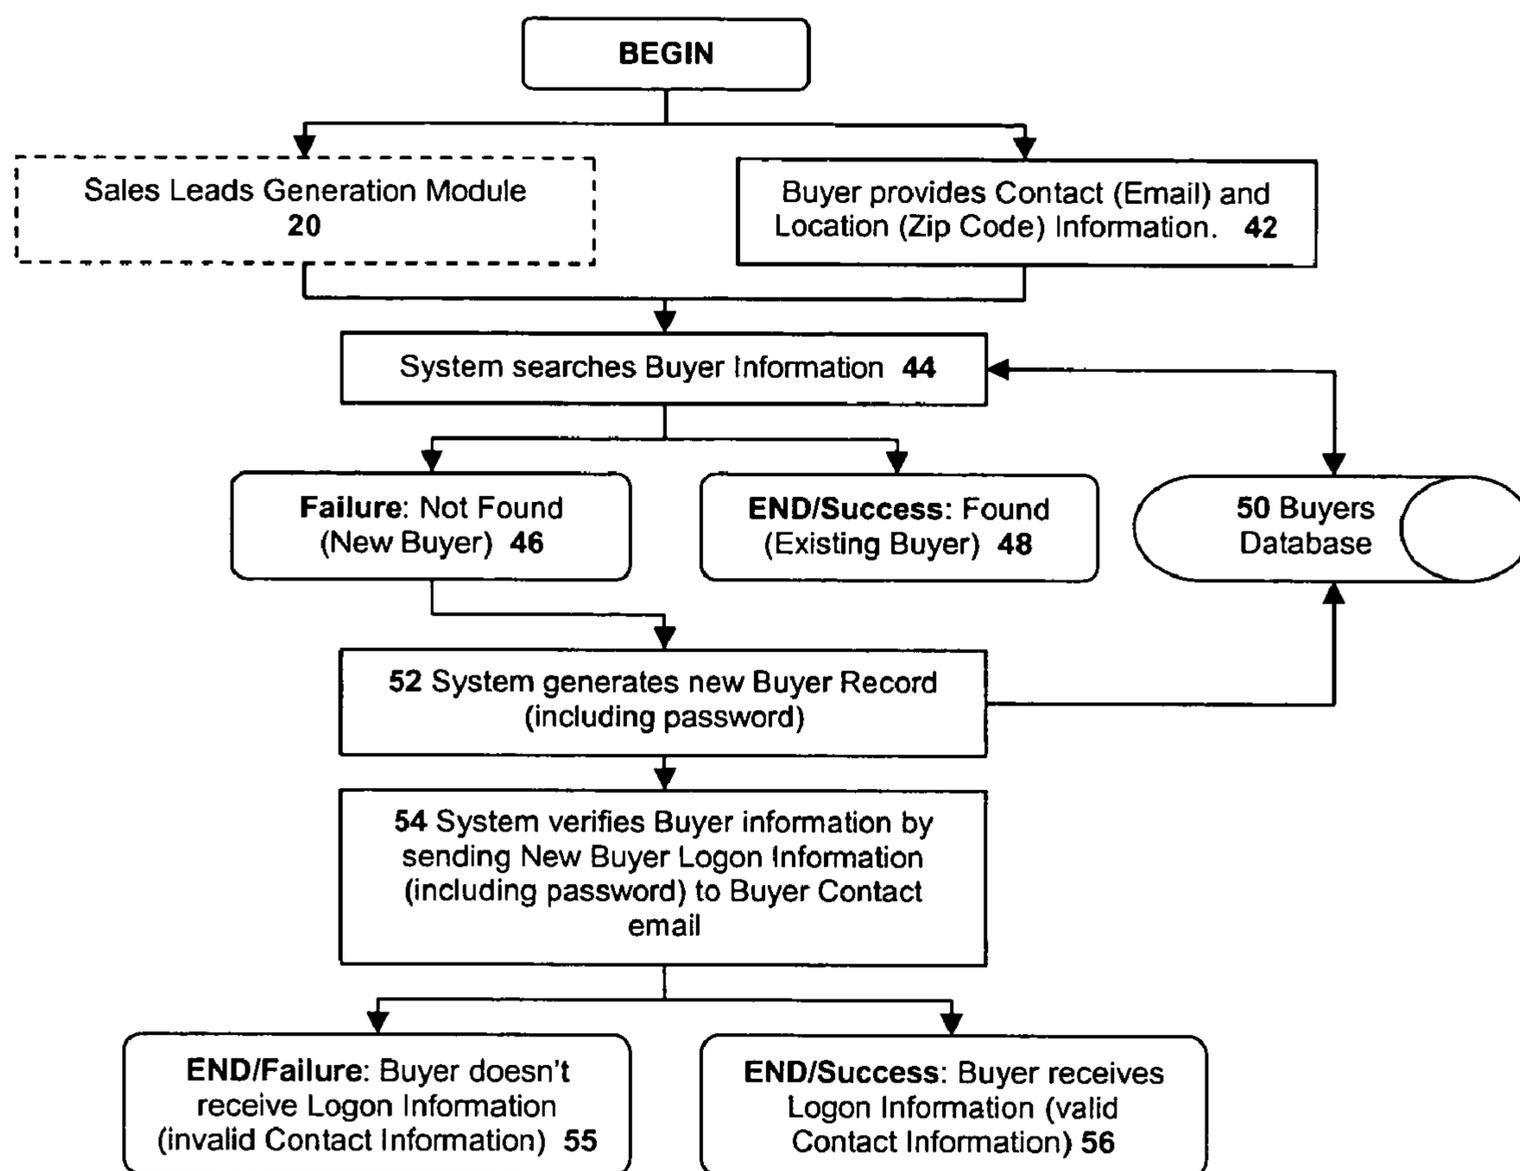 BEGIN
Sales Leads Generation Module
20
Buyer provides Contact (Email) and
Location (Zip Code) Information. 42
System searches Buyer Information 44
Failure: Not Found
(New Buyer) 46
END/Success: Found
(Existing Buyer) 48
50 Buyers
Database
52 System generates new Buyer Record
(including password)
54 System verifies Buyer information by
sending New Buyer Logon Information
(including password) to Buyer Contact
email
END/Failure: Buyer doesn't
receive Logon Information
(invalid Contact Information) 55
END/Success: Buyer receives
Logon Information (valid
Contact Information) 56